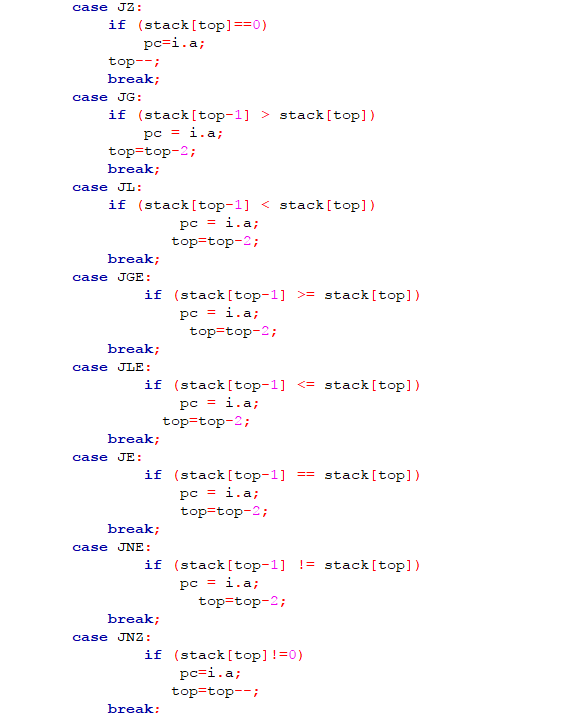 case JZ:
    if (stack[top]==0)
        pc=i.a;
    top--;
    break;
case JG:
    if (stack[top-1] > stack[top])
        pc = i.a;
    top=top-2;
    break;
case JL:
    if (stack[top-1] < stack[top])
            pc = i.a;
           top=top-2;
    break;
case JGE:
        if (stack[top-1] >= stack[top])
            pc = i.a;
             top=top-2;
    break;
case JLE:
        if (stack[top-1] <= stack[top])
            pc = i.a;
          top=top-2;
    break;
case JE:
        if (stack[top-1] == stack[top])
            pc = i.a;
            top=top-2;
    break;
case JNE:
        if (stack[top-1] != stack[top])
            pc = i.a;
              top=top-2;
    break;
case JNZ:
        if (stack[top]!=0)
            pc=i.a;
           top=top--;
    break;